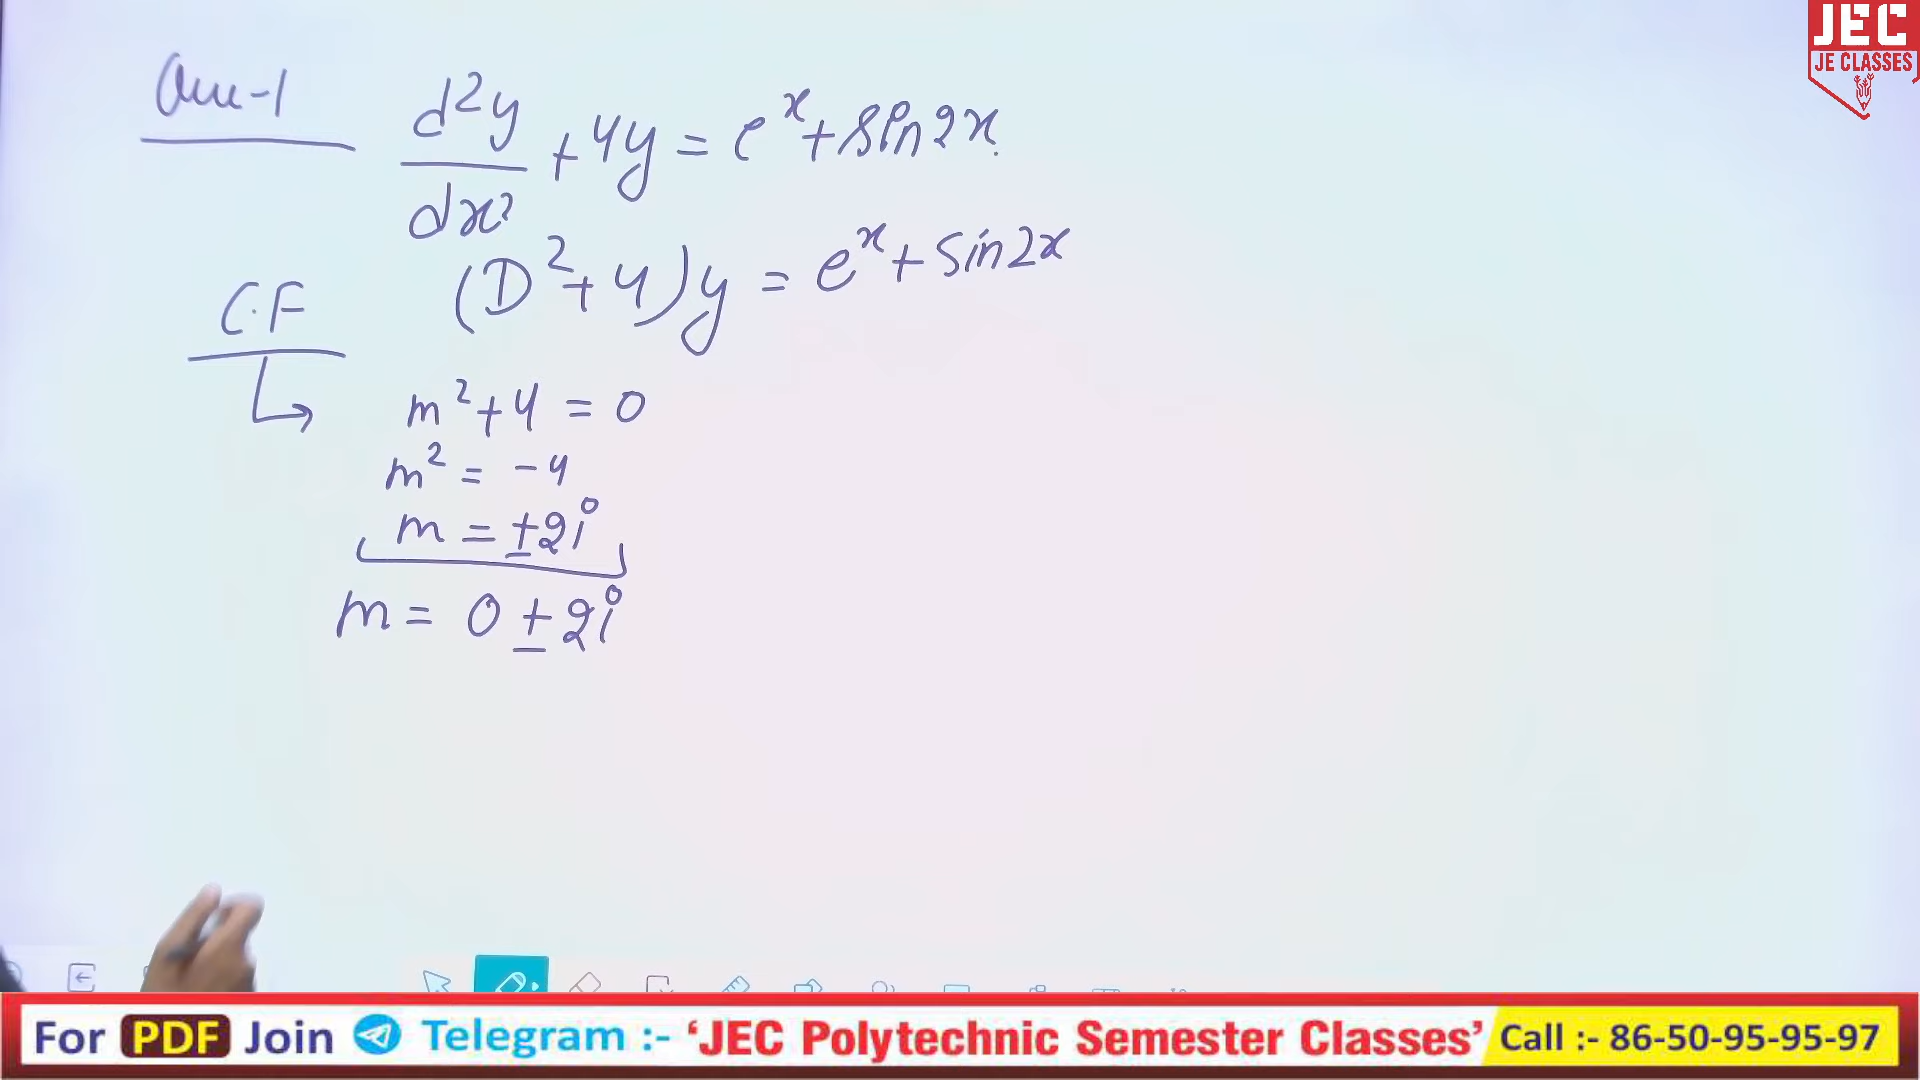 JEC
JE CLASSES
Que-1
d²y/dx² + 4y = e^x + sin2x.
(D² + 4)y = e^x + sin2x
C.F
m² + 4 = 0
m² = -4
m = ±2i
m = 0 ± 2i
For PDF Join Telegram :- ‘JEC Polytechnic Semester Classes’ Call :- 86-50-95-95-97